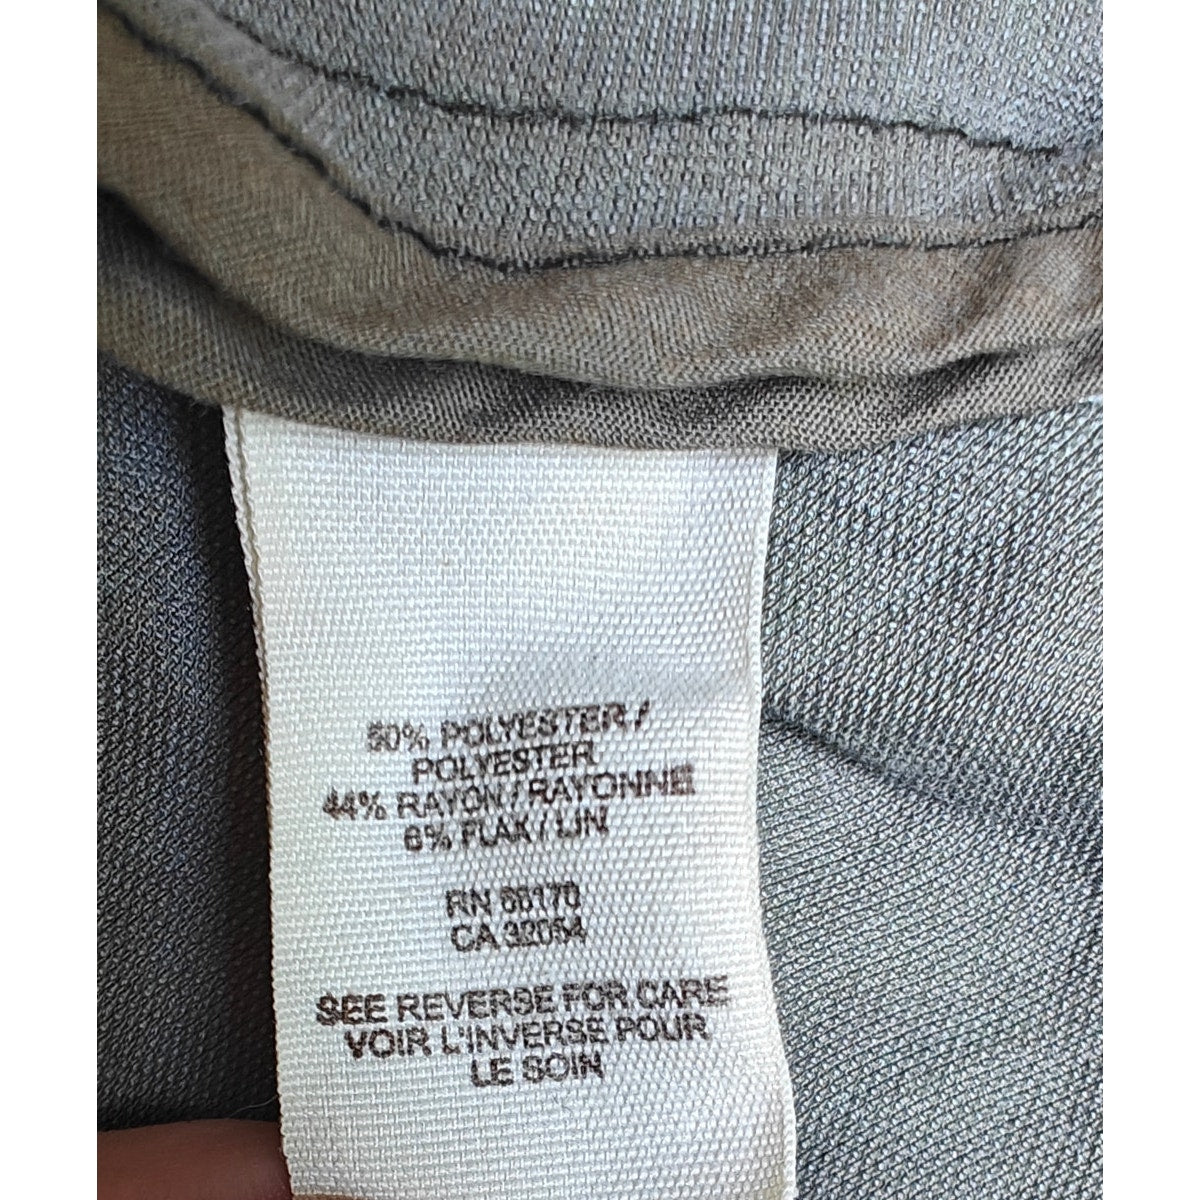 50% POLYESTER /
POLYESTER
44% RAYON / RAYONNE
6% FLAX / LIN
RN 66170
CA 32054
SEE REVERSE FOR CARE
VOIR L'INVERSE POUR
LE SOIN